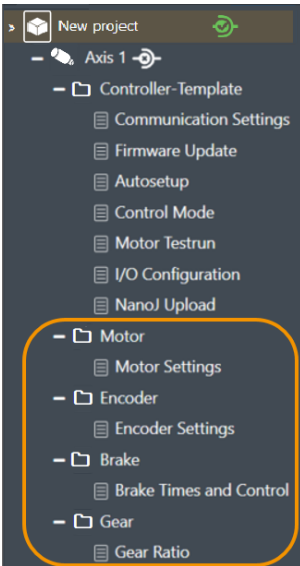 New project
Axis 1
Controller-Template
Communication Settings
Firmware Update
Autosetup
Control Mode
Motor Testrun
I/O Configuration
NanoJ Upload
Motor
Motor Settings
Encoder
Encoder Settings
Brake
Brake Times and Control
Gear
Gear Ratio